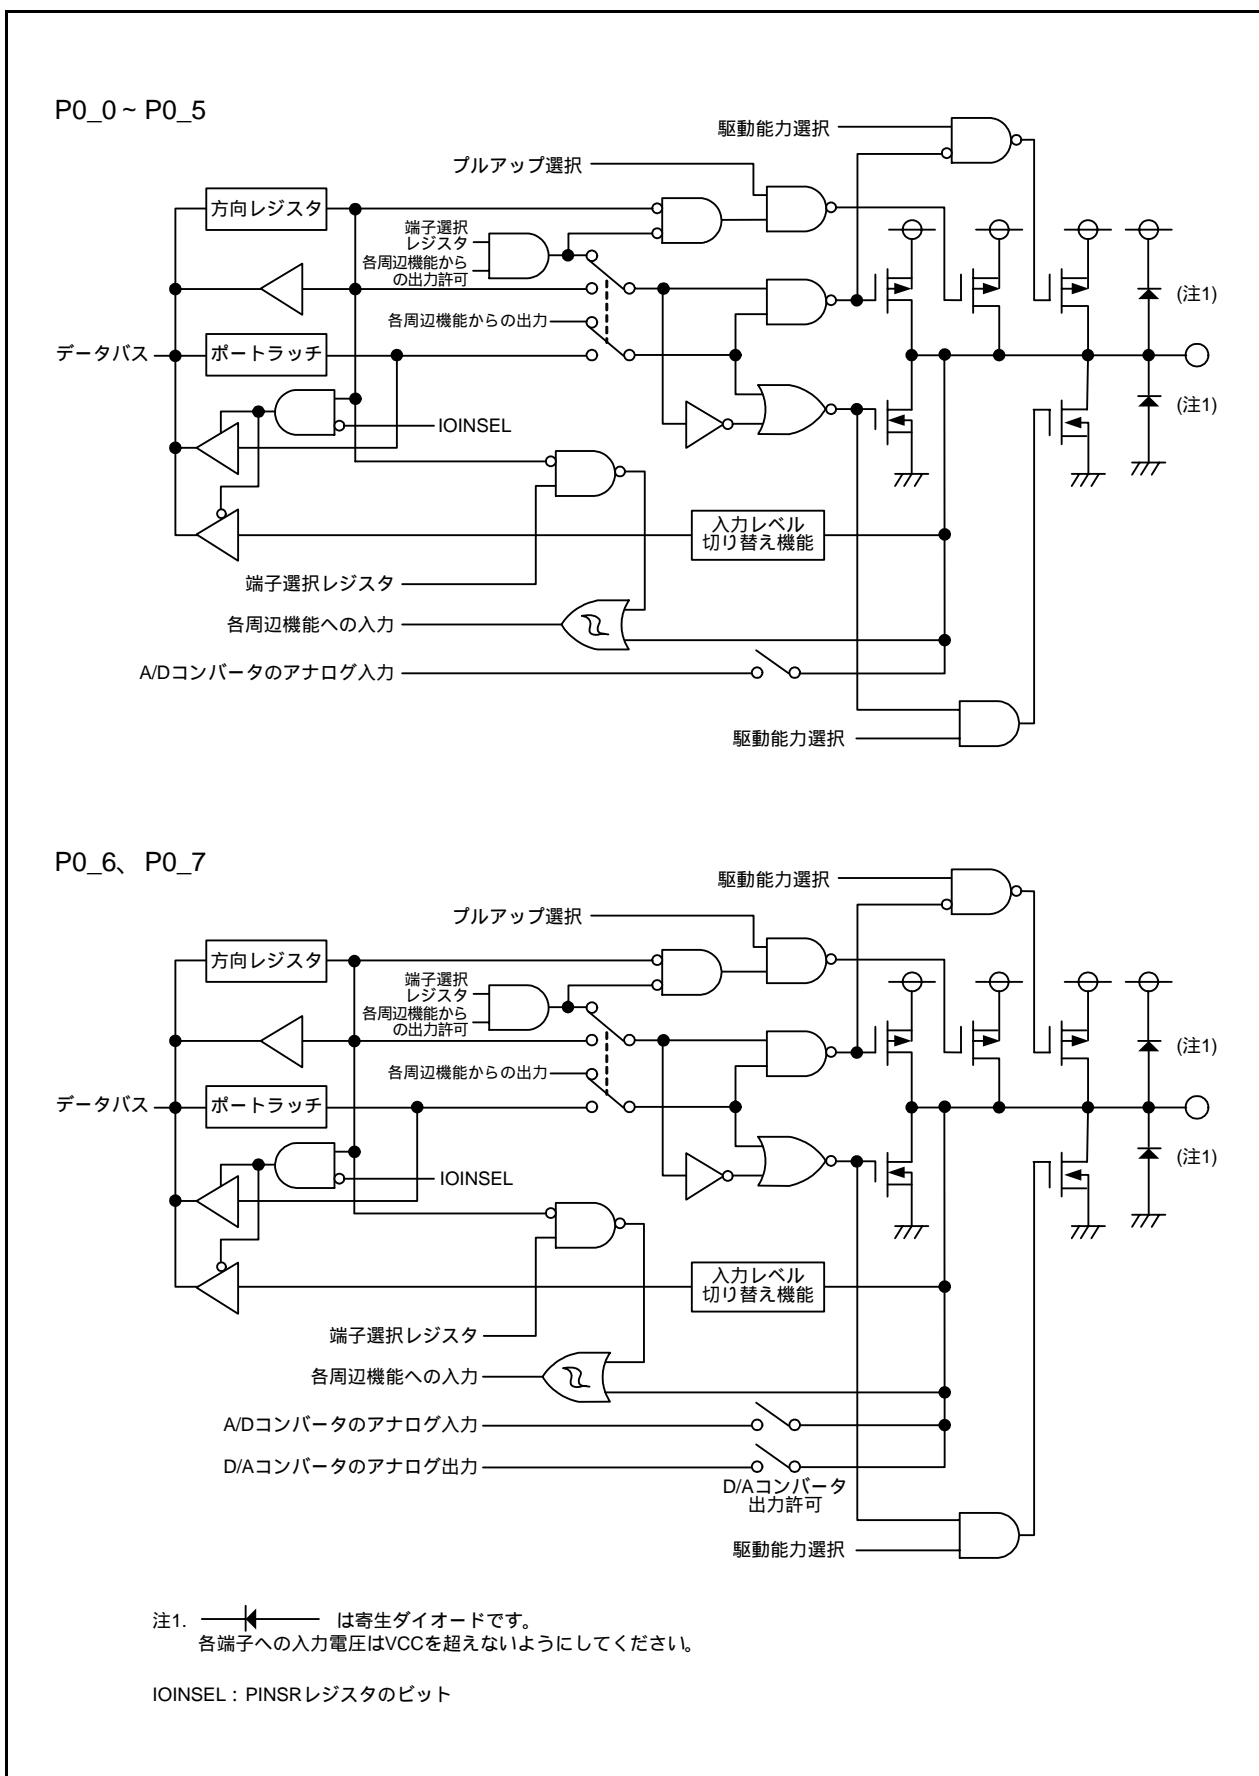 P0_0~P0_5
駆動能力選択
プルアップ選択
方向レジスタ
端子選択
レジスタ
各周辺機能から
の出力許可
(注1)
各周辺機能からの出力
データバス
ポートラッチ
(注1)
IOINSEL
入力レベル
切り替え機能
端子選択レジスタ
各周辺機能への入力
A/Dコンバータのアナログ入力
駆動能力選択
P0_6、P0_7
駆動能力選択
プルアップ選択
方向レジスタ
端子選択
レジスタ
各周辺機能から
の出力許可
(注1)
各周辺機能からの出力
データバス
ポートラッチ
(注1)
IOINSEL
入力レベル
切り替え機能
端子選択レジスタ
各周辺機能への入力
A/Dコンバータのアナログ入力
D/Aコンバータのアナログ出力
D/Aコンバータ
出力許可
駆動能力選択
注1. は寄生ダイオードです。
各端子への入力電圧はVCCを超えないようにしてください。
IOINSEL:PINSRレジスタのビット